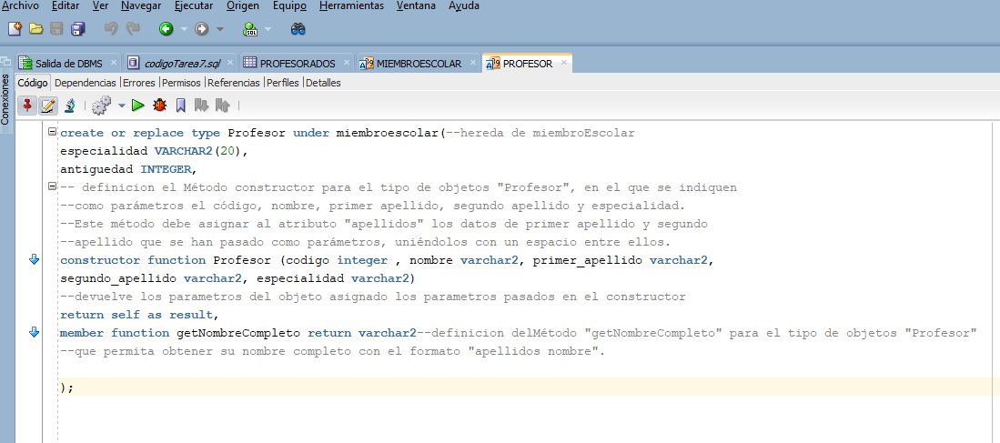 Archivo Editar Ver Navegar Ejecutar Origen Equipo Herramientas Ventana Ayuda
SQL
Salida de DBMS codigoTarea7.sql PROFESORADOS MIEMBROESCOLAR PROFESOR
Conexiones
Código Dependencias Errores Permisos Referencias Perfiles Detalles
create or replace type Profesor under miembroescolar(--hereda de miembroEscolar
especialidad VARCHAR2(20),
antiguedad INTEGER,
-- definicion el Método constructor para el tipo de objetos "Profesor", en el que se indiquen
--como parámetros el código, nombre, primer apellido, segundo apellido y especialidad.
--Este método debe asignar al atributo "apellidos" los datos de primer apellido y segundo
--apellido que se han pasado como parámetros, uniéndolos con un espacio entre ellos.
constructor function Profesor (codigo integer , nombre varchar2, primer_apellido varchar2,
segundo_apellido varchar2, especialidad varchar2)
--devuelve los parametros del objeto asignado los parametros pasados en el constructor
return self as result,
member function getNombreCompleto return varchar2--definicion delMétodo "getNombreCompleto" para el tipo de objetos "Profesor"
--que permita obtener su nombre completo con el formato "apellidos nombre".
);